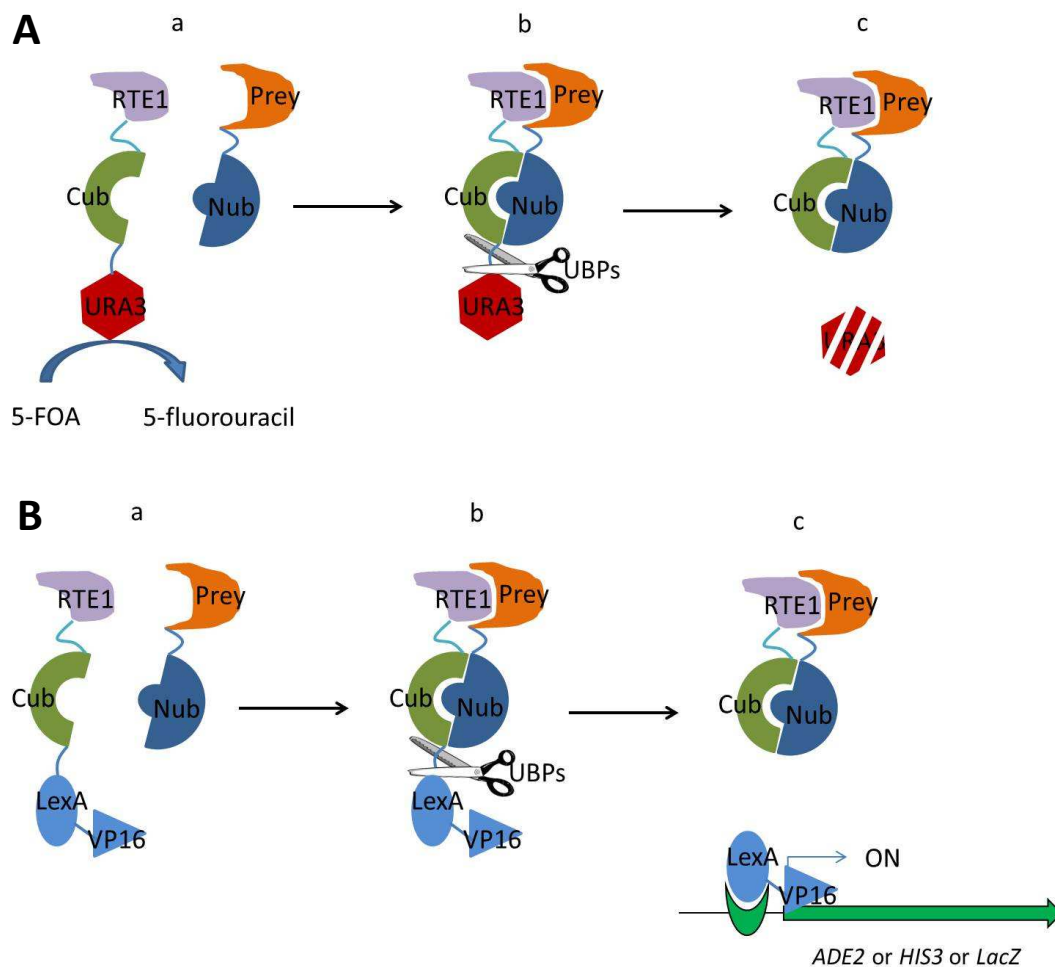 A
a b c
RTE1 Prey RTE1 Prey RTE1 Prey
Cub Nub Cub Nub Cub Nub
UBPs
URA3 URA3 URA3
5-FOA 5-fluorouracil
B
a b c
RTE1 Prey RTE1 Prey RTE1 Prey
Cub Nub Cub Nub Cub Nub
UBPs
LexA LexA
VP16 VP16
LexA ON
VP16
ADE2 or HIS3 or LacZ